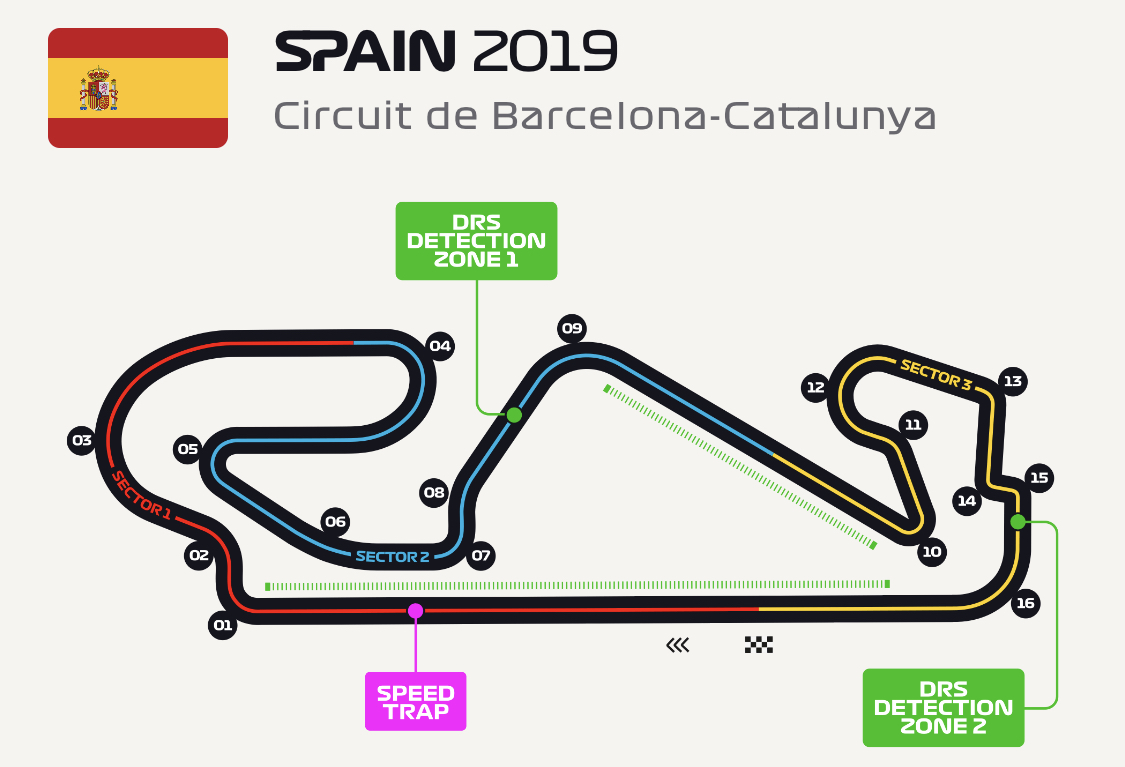 SPAIN 2019
Circuit de Barcelona-Catalunya
DRS
DETECTION
ZONE 1
09
04
12
SECTOR 3
13
03
05
11
SECTOR 1
08
14
15
02
06
SECTOR 2
07
10
01
16
SPEED
TRAP
DRS
DETECTION
ZONE 2